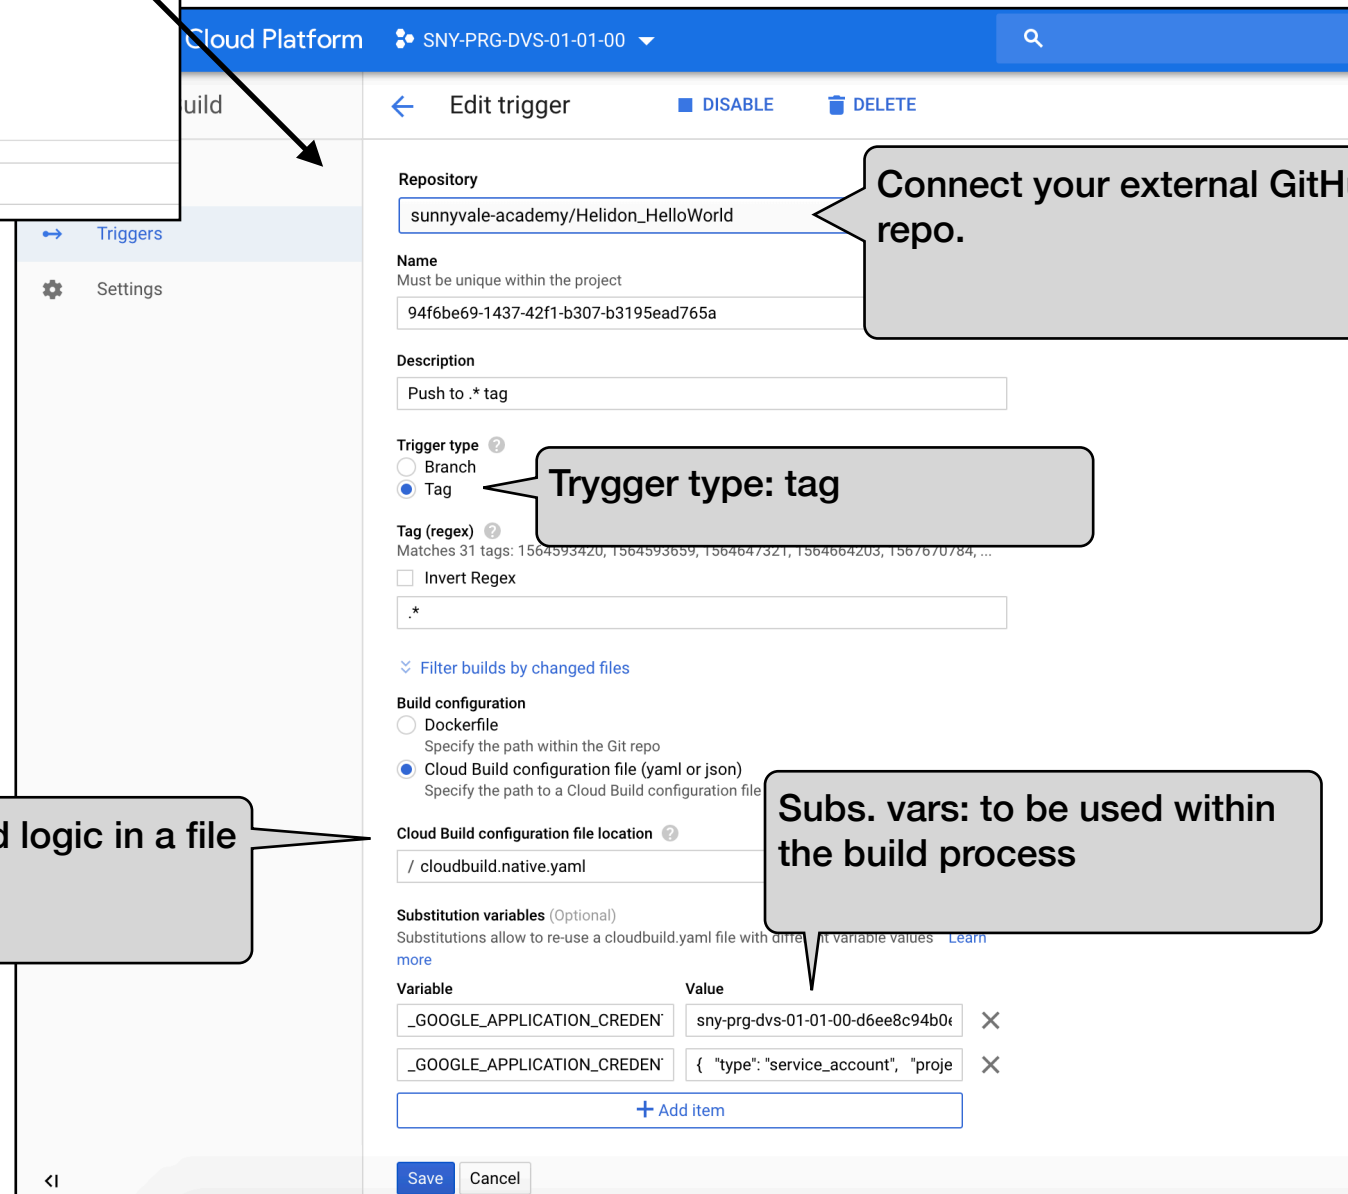 Cloud Platform
SNY-PRG-DVS-01-01-00
Edit trigger
DISABLE
DELETE
Triggers
Settings
Repository
sunnyvale-academy/Helidon_HelloWorld
Connect your external
repo.
Name
Must be unique within the project
94f6be69-1437-42f1-b307-b3195ead765a
Description
Push to .* tag
Trigger type
Branch
Tag
Trygger type: tag
Tag (regex)
Matches 31 tags: 1564593420, 1564593659, 1564647321, 1564664203, 1567670784, ...
Invert Regex
.*
Filter builds by changed files
Build configuration
Dockerfile
Specify the path within the Git repo
Cloud Build configuration file (yaml or json)
Specify the path to a Cloud Build configuration file
logic in a file
Subs. vars: to be used within
the build process
Cloud Build configuration file location
/ cloudbuild.native.yaml
Substitution variables (Optional)
Substitutions allow to re-use a cloudbuild.yaml file with variable values Learn
more
Variable Value
_GOOGLE_APPLICATION_CREDEN sny-prg-dvs-01-01-00-d6ee8c94b0
_GOOGLE_APPLICATION_CREDEN { "type": "service_account", "proje
+ Add item
Save Cancel